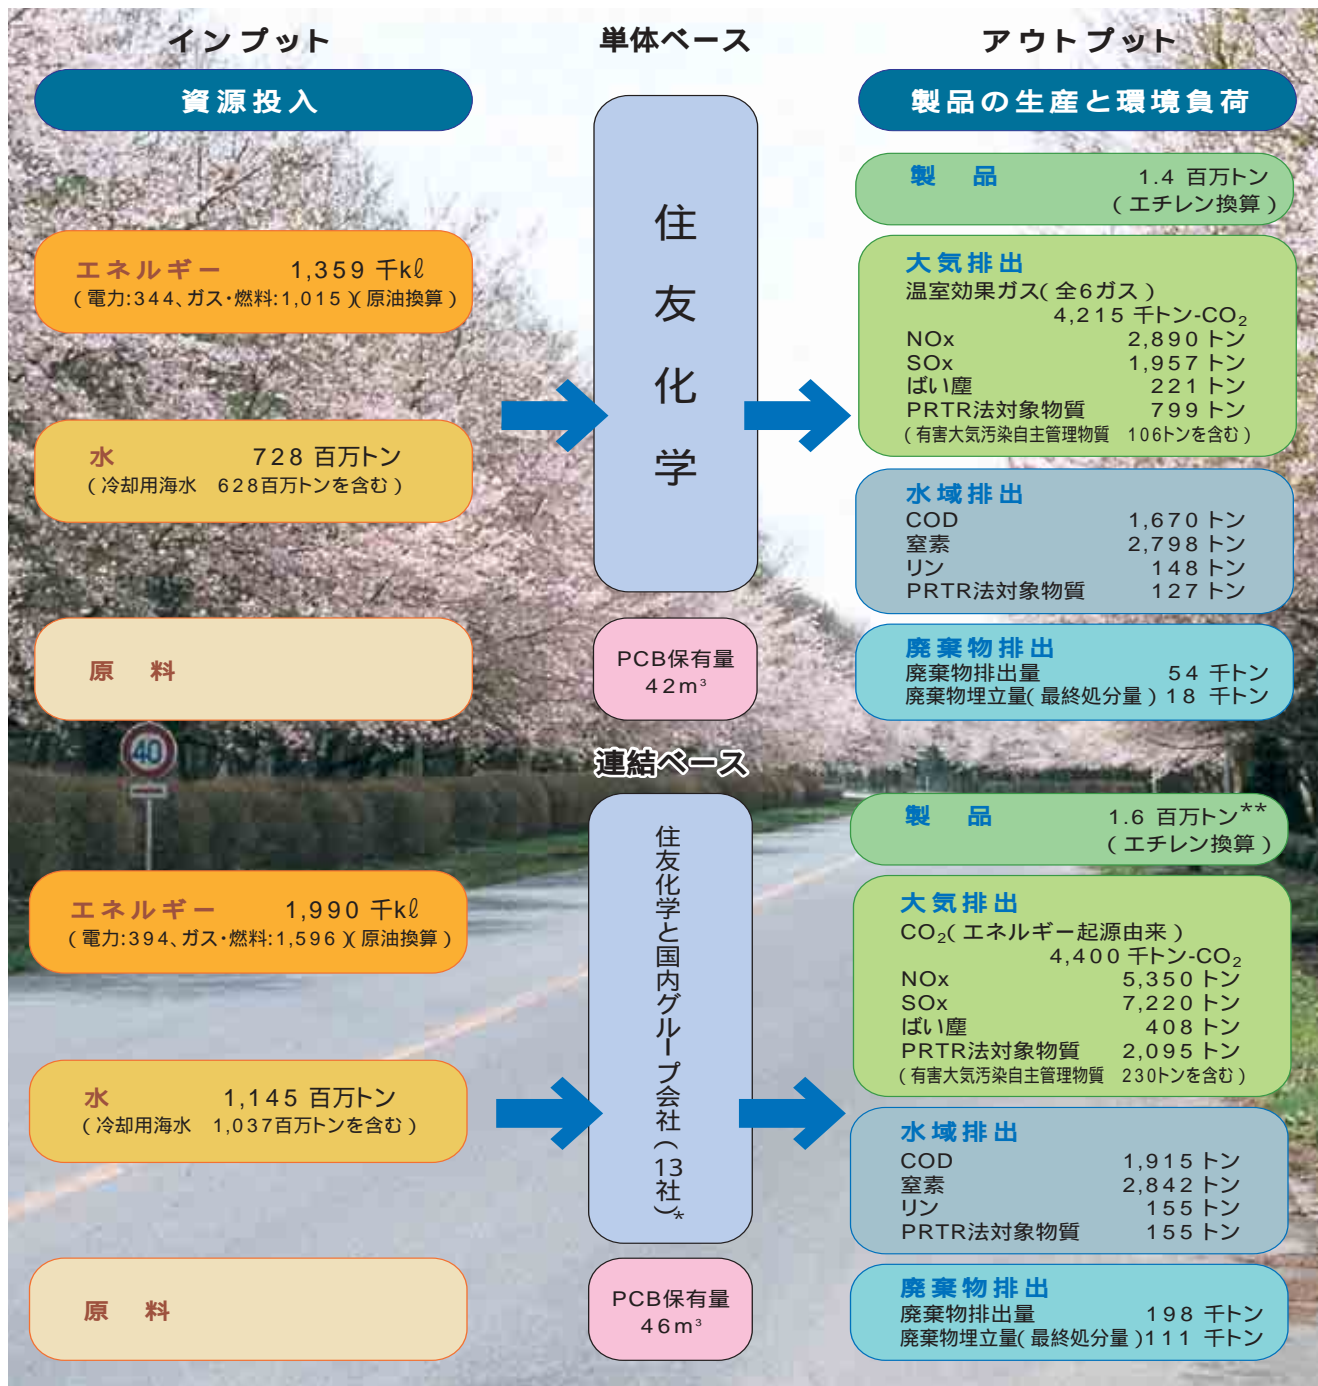 インプット
単体ベース
アウトプット
資源投入
製品の生産と環境負荷
エネルギー 1,359 千kℓ
(電力:344、ガス・燃料:1,015)(原油換算)
水 728 百万トン
(冷却用海水 628百万トンを含む)
原 料
住友化学
PCB保有量
42m³
製 品 1.4 百万トン
(エチレン換算)
大気排出
温室効果ガス(全6ガス)
4,215 千トン-CO₂
NOx 2,890 トン
SOx 1,957 トン
ばい塵 221 トン
PRTR法対象物質 799 トン
(有害大気汚染自主管理物質 106トンを含む)
水域排出
COD 1,670 トン
窒素 2,798 トン
リン 148 トン
PRTR法対象物質 127 トン
廃棄物排出
廃棄物排出量 54 千トン
廃棄物埋立量(最終処分量) 18 千トン
40
連結ベース
エネルギー 1,990 千kℓ
(電力:394、ガス・燃料:1,596)(原油換算)
水 1,145 百万トン
(冷却用海水 1,037百万トンを含む)
原 料
住友化学と国内グループ会社(13社)*
PCB保有量
46m³
製 品 1.6 百万トン**
(エチレン換算)
大気排出
CO₂(エネルギー起源由来)
4,400 千トン-CO₂
NOx 5,350 トン
SOx 7,220 トン
ばい塵 408 トン
PRTR法対象物質 2,095 トン
(有害大気汚染自主管理物質 230トンを含む)
水域排出
COD 1,915 トン
窒素 2,842 トン
リン 155 トン
PRTR法対象物質 155 トン
廃棄物排出
廃棄物排出量 198 千トン
廃棄物埋立量(最終処分量) 111 千トン